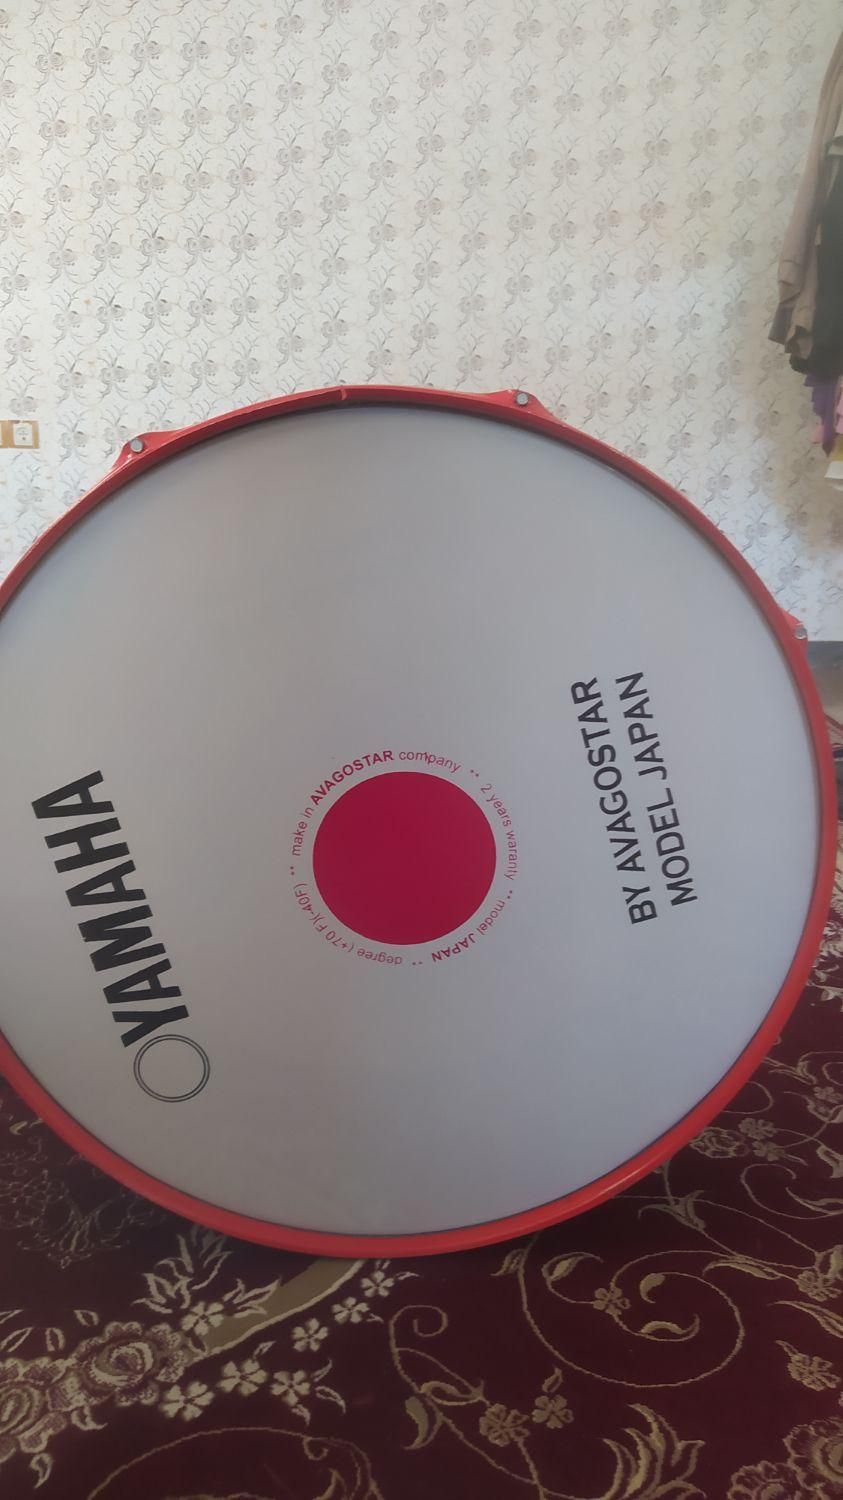 YAMAHA
make in AVAGOSTAR company ** 2 years waranty ** model JAPAN ** degree (+70 F)(-40F) **
BY AVAGOSTAR
MODEL JAPAN